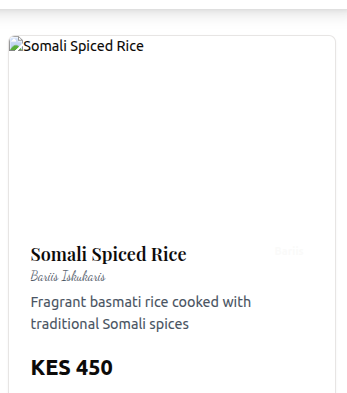 Somali Spiced Rice
Somali Spiced Rice
Bariis Iskukaris
Fragrant basmati rice cooked with
traditional Somali spices
KES 450